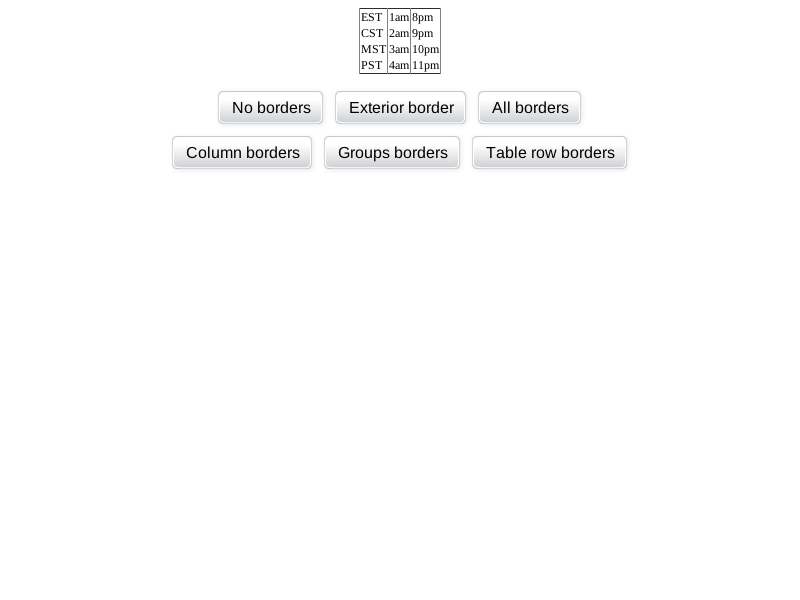 EST 1am 8pm
CST 2am 9pm
MST 3am 10pm
PST 4am 11pm
No borders Exterior border All borders
Column borders Groups borders Table row borders